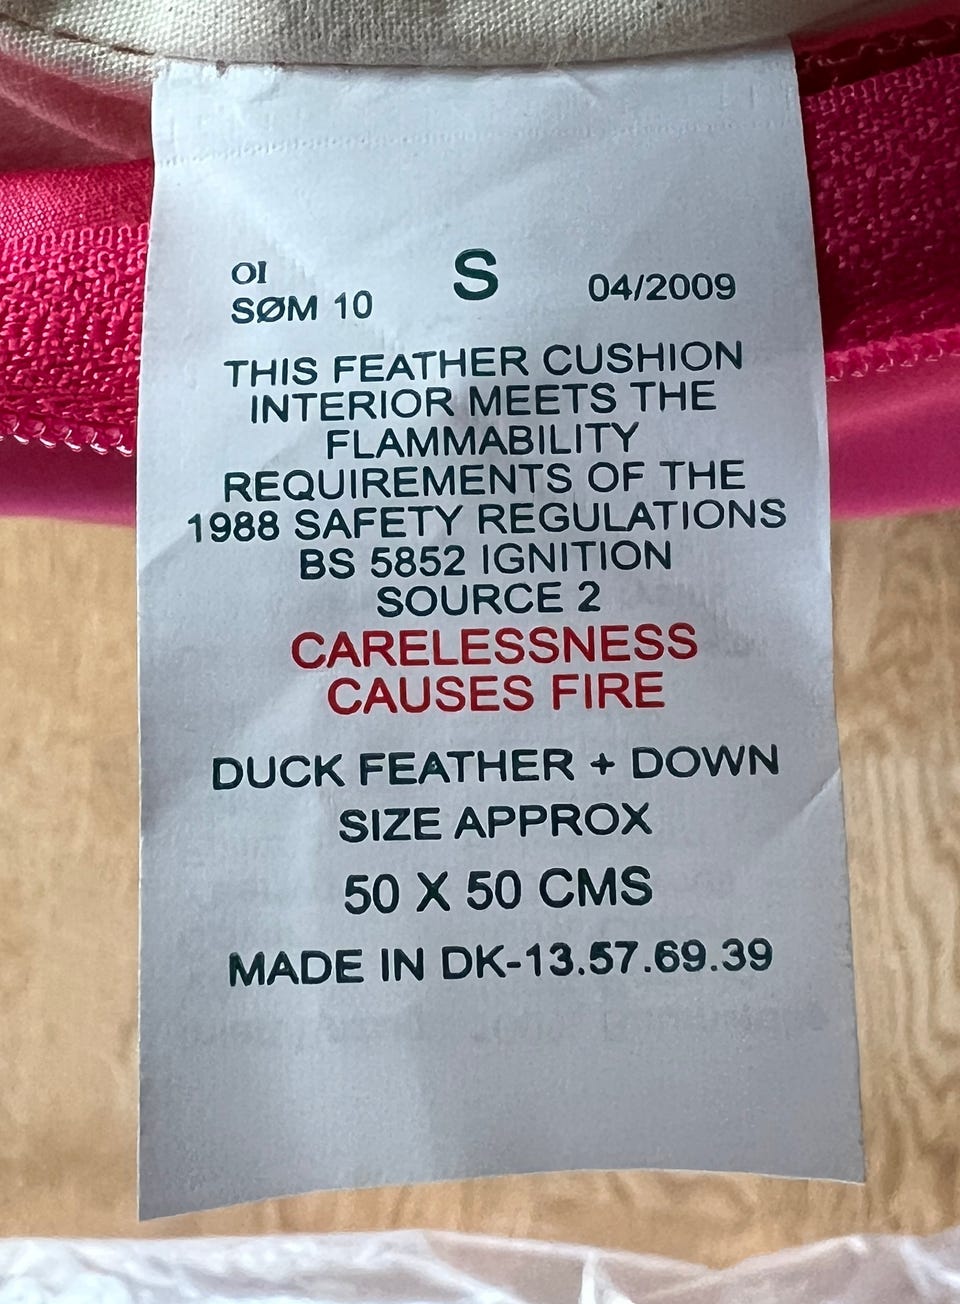 OI S 04/2009
SØM 10
THIS FEATHER CUSHION
INTERIOR MEETS THE
FLAMMABILITY
REQUIREMENTS OF THE
1988 SAFETY REGULATIONS
BS 5852 IGNITION
SOURCE 2
CARELESSNESS
CAUSES FIRE
DUCK FEATHER + DOWN
SIZE APPROX
50 X 50 CMS
MADE IN DK-13.57.69.39